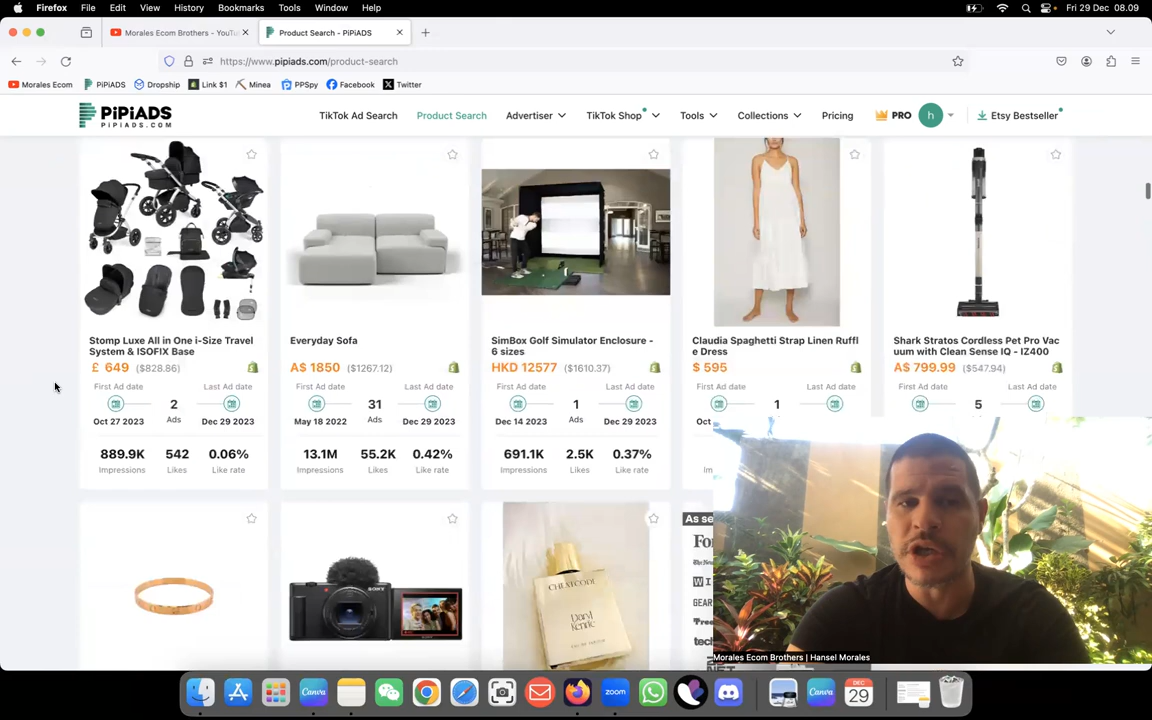 Firefox File Edit View History Bookmarks Tools Window Help Fri 29 Dec 08.09
Morales Ecom Brothers - YouTu Product Search - PiPiADS
https://www.pipiads.com/product-search
Morales Ecom PiPiADS Dropship Link $1 Minea PPSpy Facebook Twitter
PiPiADS
PIPIADS.COM
TikTok Ad Search Product Search Advertiser TikTok Shop Tools Collections Pricing PRO h Etsy Bestseller
Stomp Luxe All in One i-Size Travel
System & ISOFIX Base
£ 649 ($828.86)
First Ad date Last Ad date
2
Ads
Oct 27 2023 Dec 29 2023
889.9K 542 0.06%
Impressions Likes Like rate
Everyday Sofa
A$ 1850 ($1267.12)
First Ad date Last Ad date
31
Ads
May 18 2022 Dec 29 2023
13.1M 55.2K 0.42%
Impressions Likes Like rate
SimBox Golf Simulator Enclosure -
6 sizes
HKD 12577 ($1610.37)
First Ad date Last Ad date
1
Ads
Dec 14 2023 Dec 29 2023
691.1K 2.5K 0.37%
Impressions Likes Like rate
Claudia Spaghetti Strap Linen Ruffl
e Dress
$ 595
First Ad date Last Ad date
1
Shark Stratos Cordless Pet Pro Vac
uum with Clean Sense IQ - IZ400
A$ 799.99 ($547.94)
First Ad date Last Ad date
5
SONY
As se
Morales Ecom Brothers | Hansel Morales
zoom
DEC
29
Canva
Canva